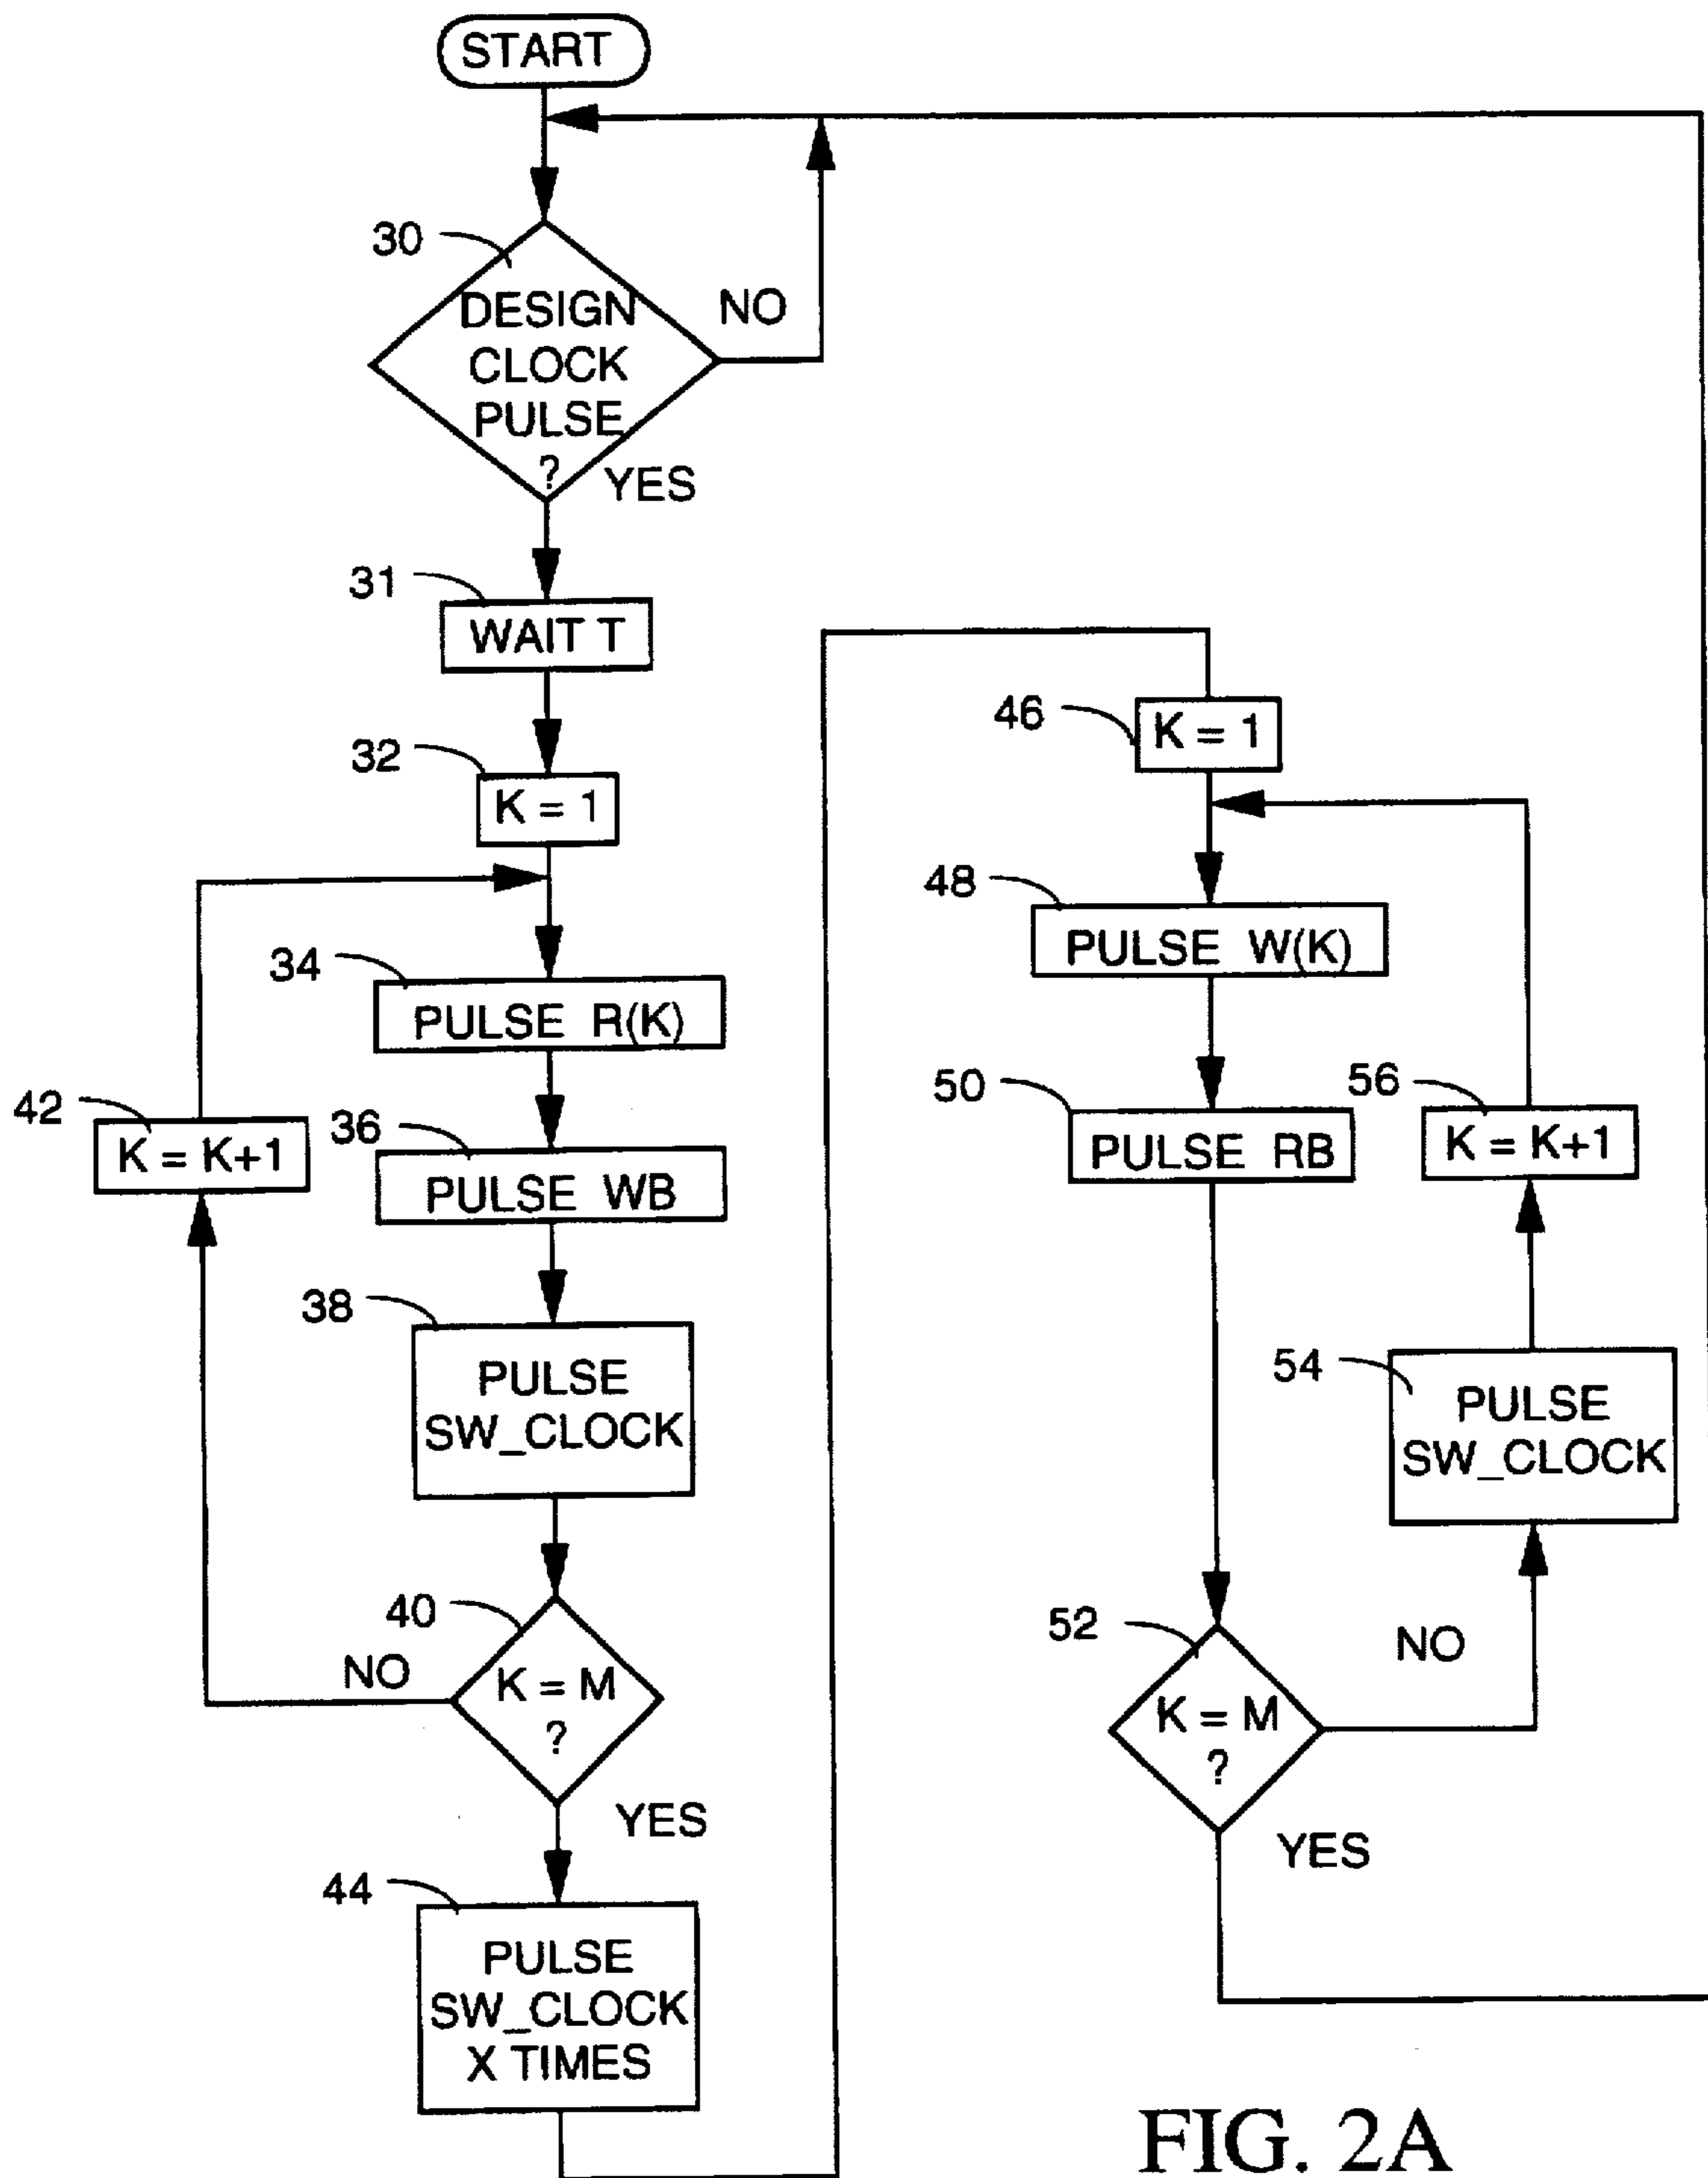 START
30
DESIGN
CLOCK
PULSE
?
NO
YES
31
WAIT T
32
K = 1
34
PULSE R(K)
42
K = K+1
36
PULSE WB
38
PULSE
SW_CLOCK
40
K = M
?
NO
YES
44
PULSE
SW_CLOCK
X TIMES
46
K = 1
48
PULSE W(K)
50
PULSE RB
56
K = K+1
54
PULSE
SW_CLOCK
52
K = M
?
NO
YES
FIG. 2A